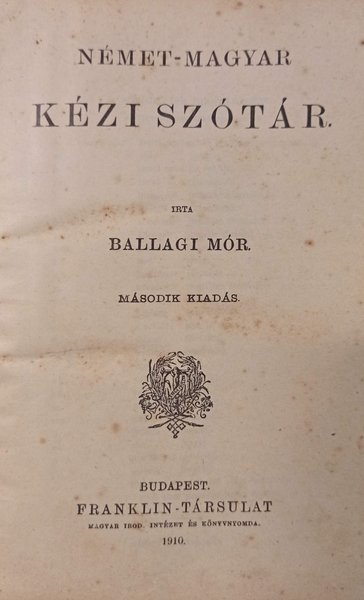 NÉMET-MAGYAR
KÉZI SZÓTÁR.
IRTA
BALLAGI MÓR.
MÁSODIK KIADÁS.
BUDAPEST.
FRANKLIN-TÁRSULAT
MAGYAR IROD. INTÉZET ÉS KÖNYVNYOMDA.
1910.